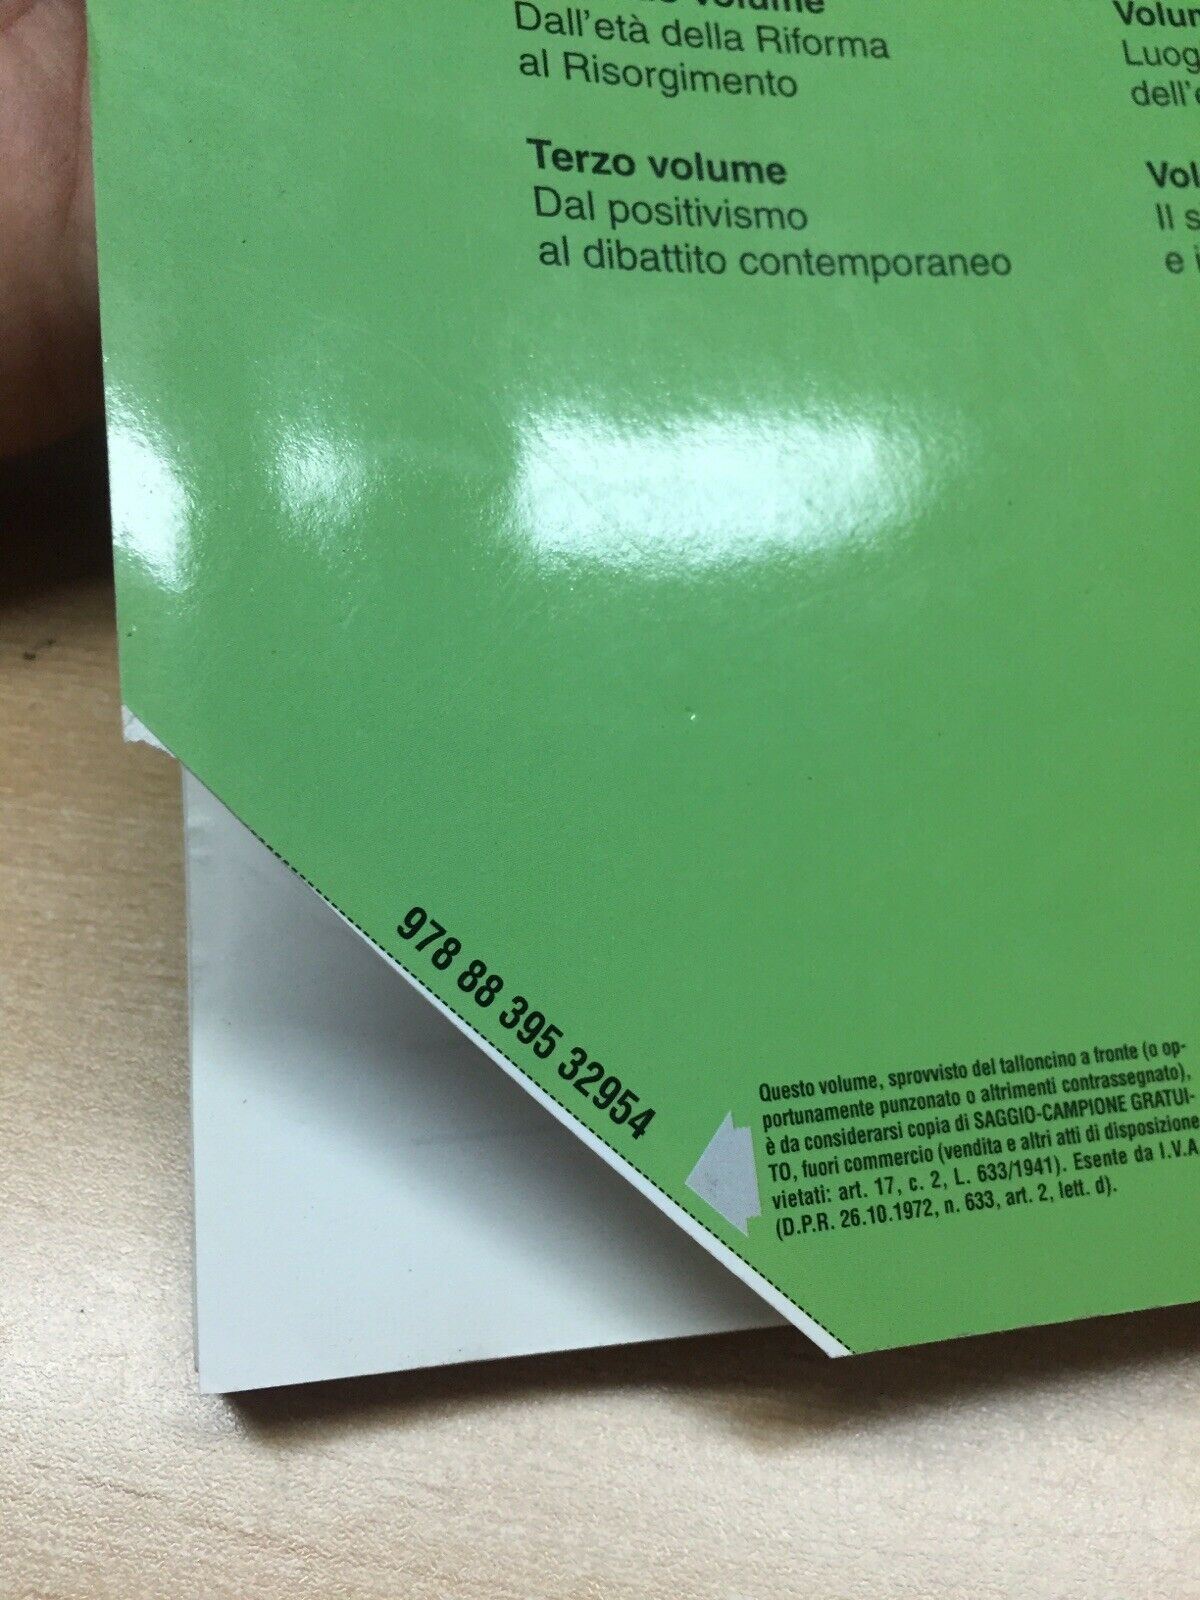 volume
Dall'età della Riforma
al Risorgimento
Terzo volume
Dal positivismo
al dibattito contemporaneo
Il
e
978 88 395 32954
Questo volume, sprovvisto del talloncino a fronte (o op-
portunamente punzonato o altrimenti contrassegnato),
è da considerarsi copia di SAGGIO-CAMPIONE GRATUI-
TO, fuori commercio (vendita e altri atti di disposizione
vietati: art. 17, c. 2, L. 633/1941). Esente da I.V.A.
(D.P.R. 26.10.1972, n. 633, art. 2, lett. d).